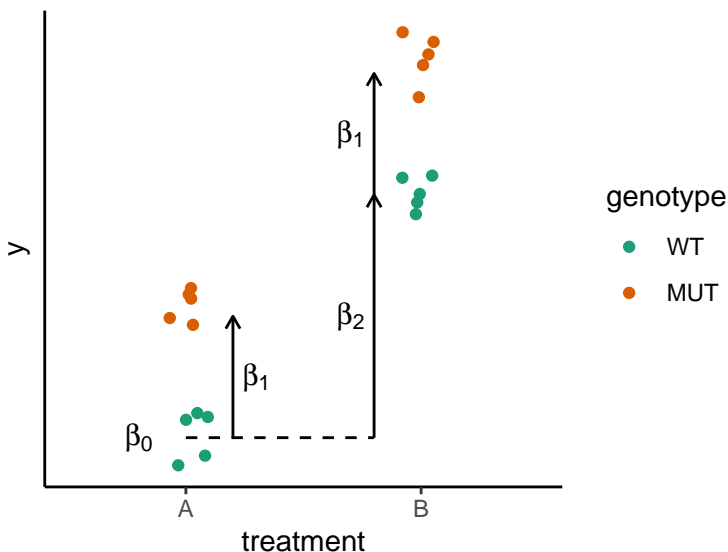 β₁
genotype
WT
y
MUT
β₂
β₁
β₀
A
B
treatment